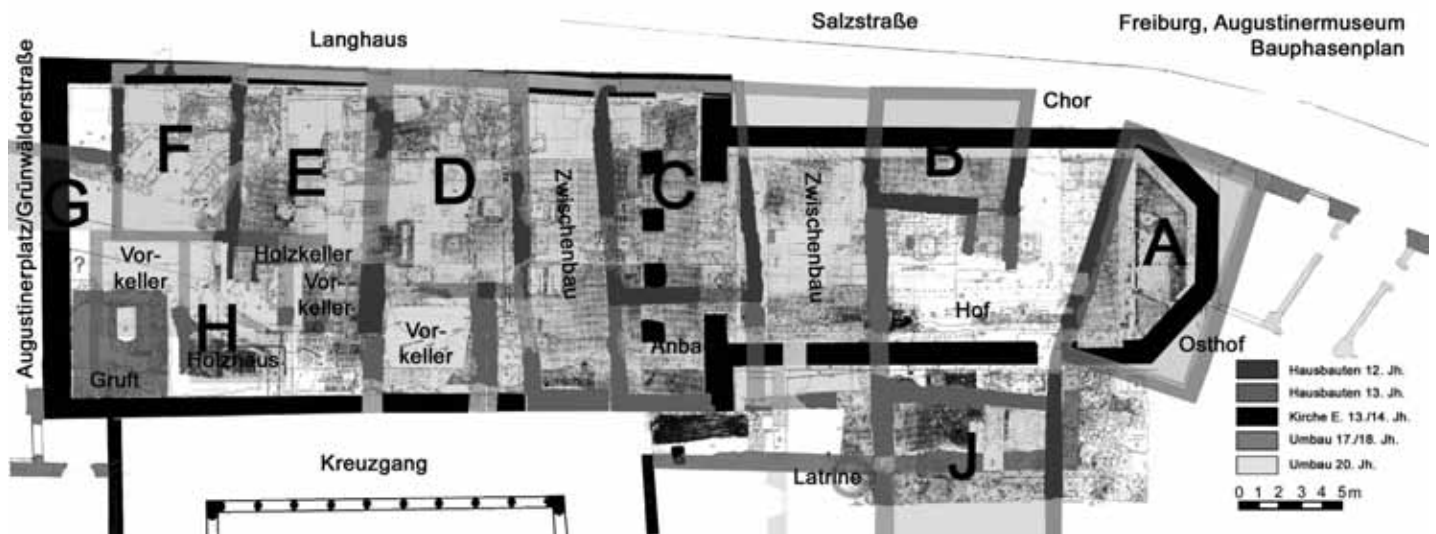 Salzstraße
Freiburg, Augustinermuseum
Bauphasenplan
Langhaus
Chor
Augustinerplatz/Grünwälderstraße
G
F
E
D
Zwischenbau
C
Zwischenbau
B
A
Vor-
keller
Holzkeller
Vor-
keller
?
H
Holzhaus
Gruft
Vor-
keller
Anba
Hof
Osthof
Kreuzgang
Latrine
J
Hausbauten 12. Jh.
Hausbauten 13. Jh.
Kirche E. 13./14. Jh.
Umbau 17./18. Jh.
Umbau 20. Jh.
0 1 2 3 4 5m